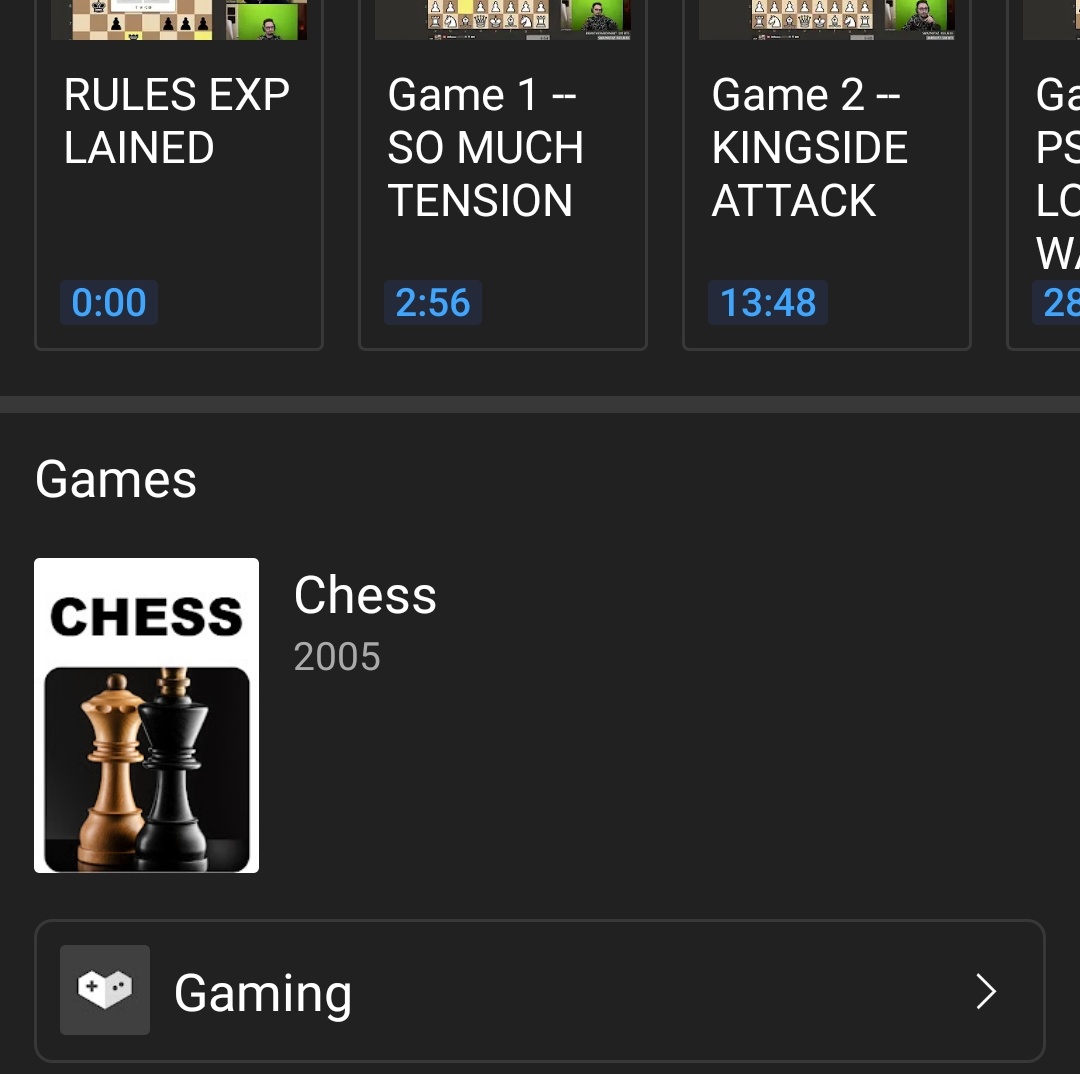 RULES EXP
LAINED
0:00
Game 1 --
SO MUCH
TENSION
2:56
Game 2 --
KINGSIDE
ATTACK
13:48
Ga
PS
LO
WA
28
Games
CHESS
Chess
2005
Gaming